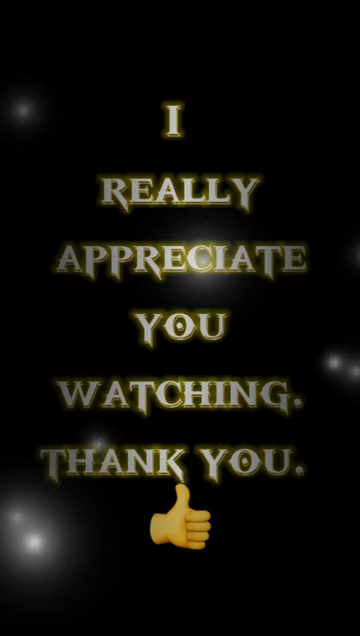 I
REALLY
APPRECIATE
YOU
WATCHING.
THANK YOU.